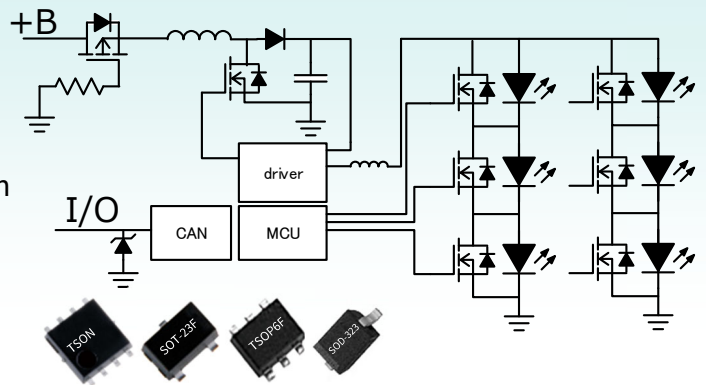 +B
driver
n
I/O
CAN
MCU
TSON
SOT-23F
TSOP6F
SOD-323